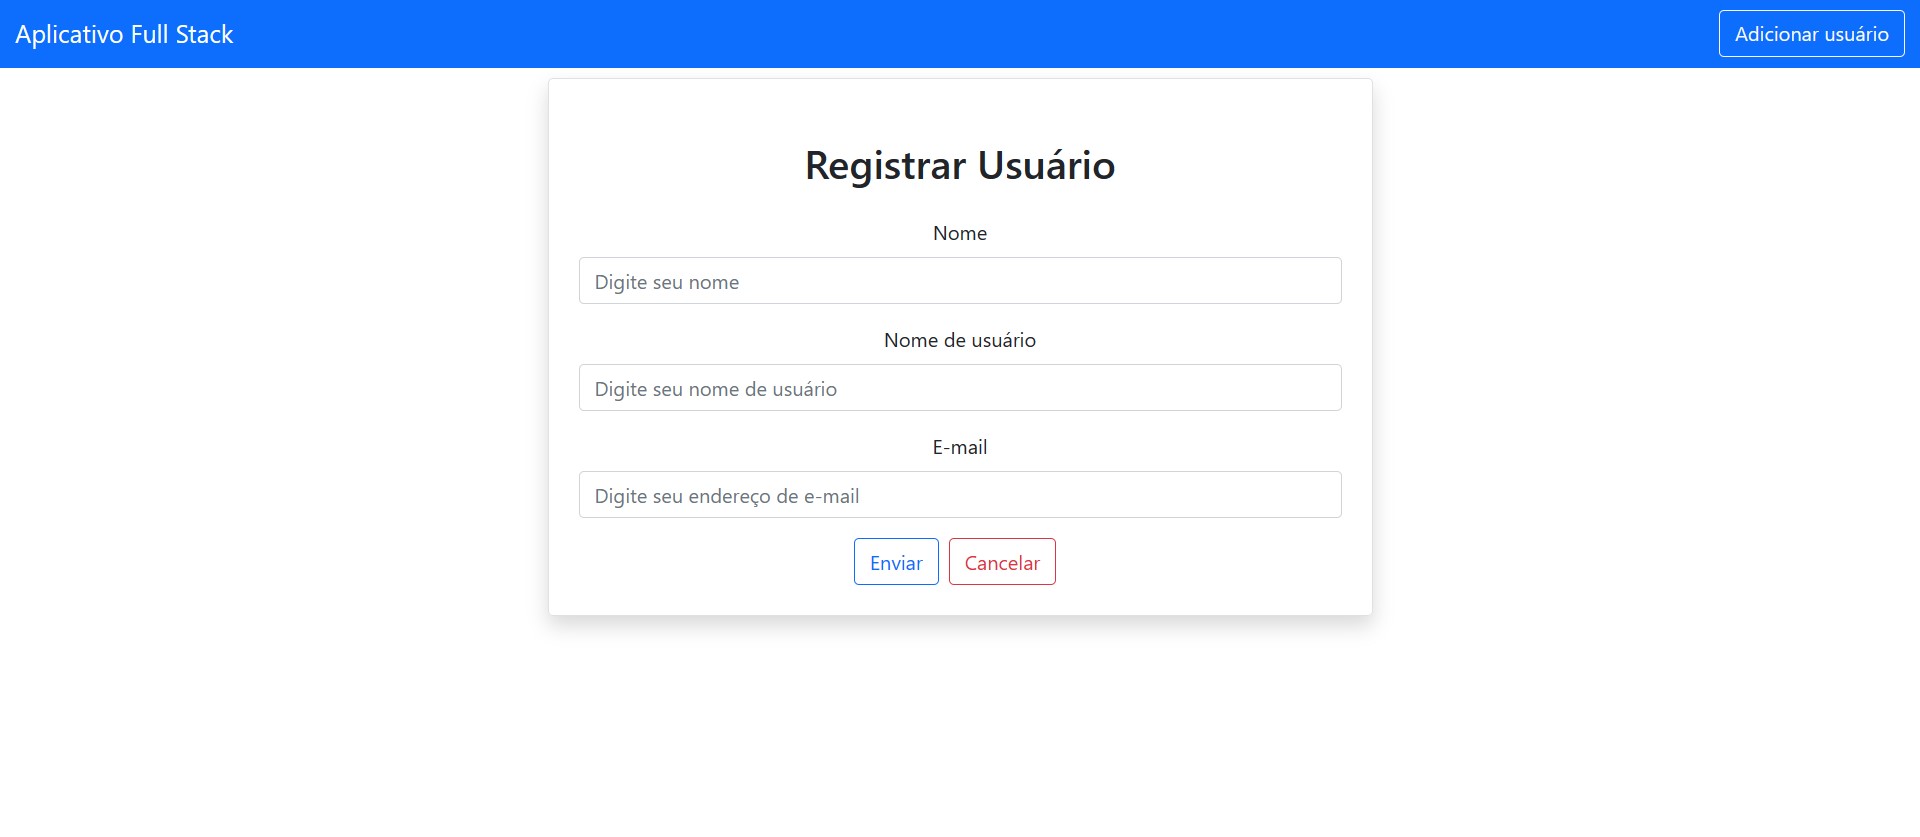 Aplicativo Full Stack
Adicionar usuário
Registrar Usuário
Nome
Digite seu nome
Nome de usuário
Digite seu nome de usuário
E-mail
Digite seu endereço de e-mail
Enviar
Cancelar